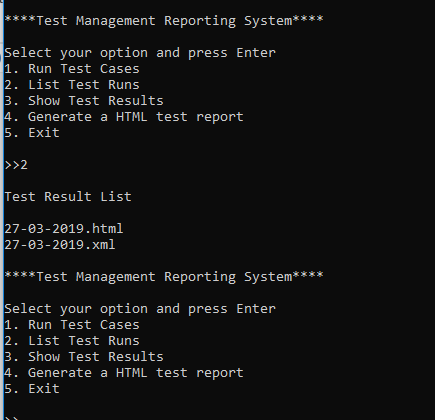 ****Test Management Reporting System****
Select your option and press Enter
1. Run Test Cases
2. List Test Runs
3. Show Test Results
4. Generate a HTML test report
5. Exit
>>2
Test Result List
27-03-2019.html
27-03-2019.xml
****Test Management Reporting System****
Select your option and press Enter
1. Run Test Cases
2. List Test Runs
3. Show Test Results
4. Generate a HTML test report
5. Exit
>>